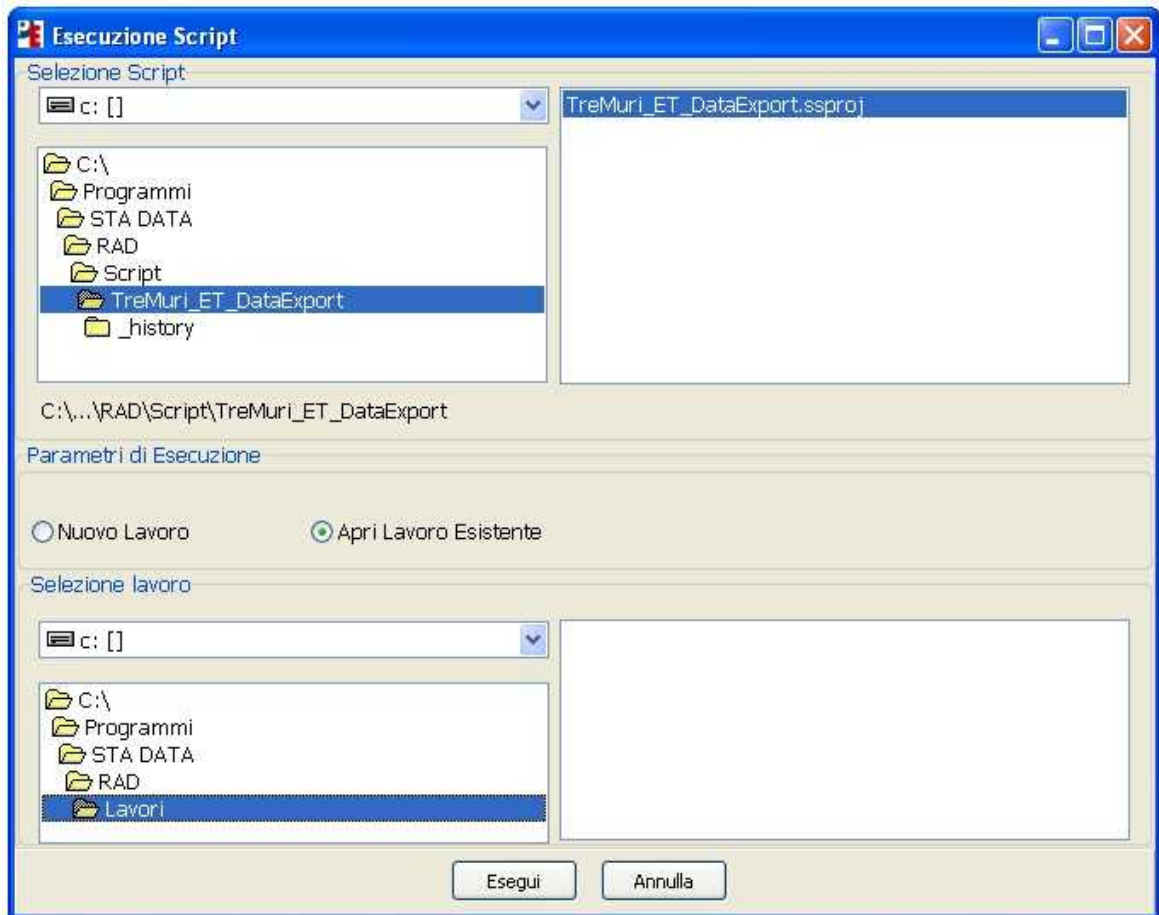 Esecuzione Script
Selezione Script
c: []
TreMuri_ET_DataExport.ssproj
C:\
Programmi
STA DATA
RAD
Script
TreMuri_ET_DataExport
_history
C:\...\RAD\Script\TreMuri_ET_DataExport
Parametri di Esecuzione
Nuovo Lavoro Apri Lavoro Esistente
Selezione lavoro
c: []
C:\
Programmi
STA DATA
RAD
Lavori
Esegui Annulla